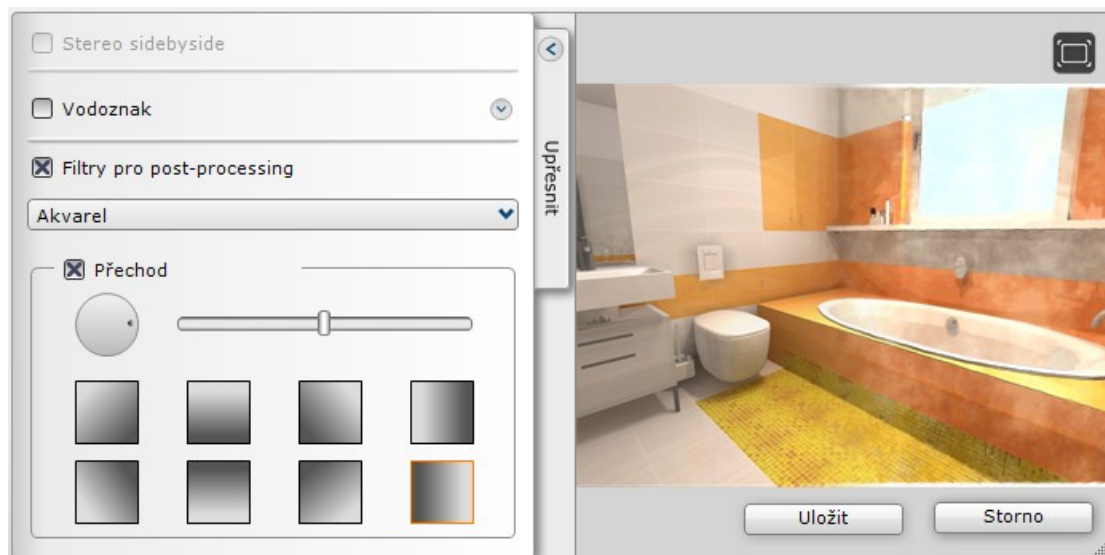 Stereo sidebyside
Vodoznak
Filtry pro post-processing
Akvarel
Přechod
Upřesnit
Uložit
Storno